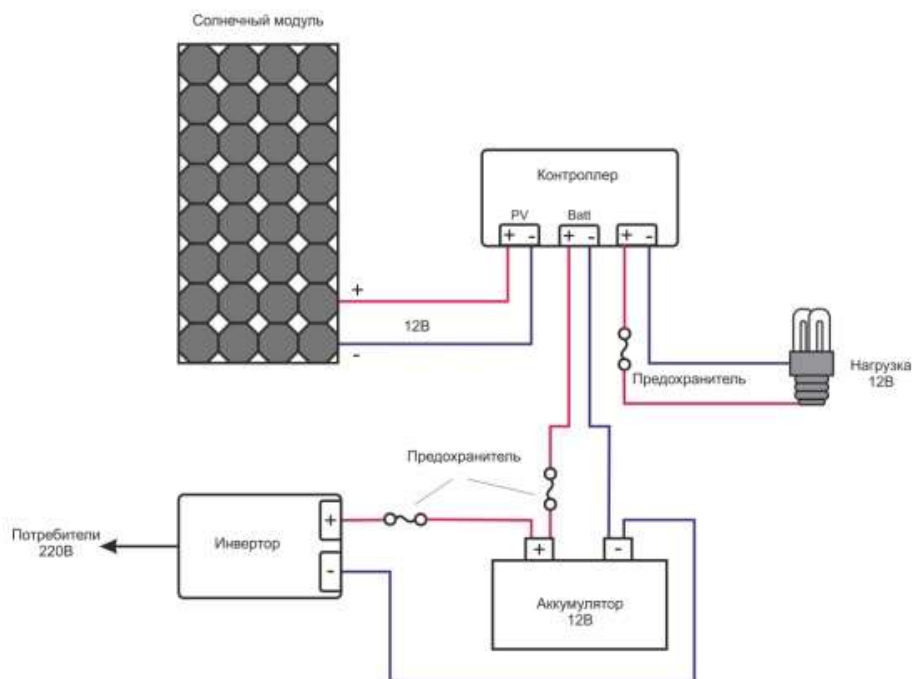 Солнечный модуль
Контроллер
PV
Batt
+ -
+ -
+ -
+
12В
-
Предохранитель
Нагрузка
12В
Предохранитель
Потребители
220В
Инвертор
+
-
+
-
Аккумулятор
12В